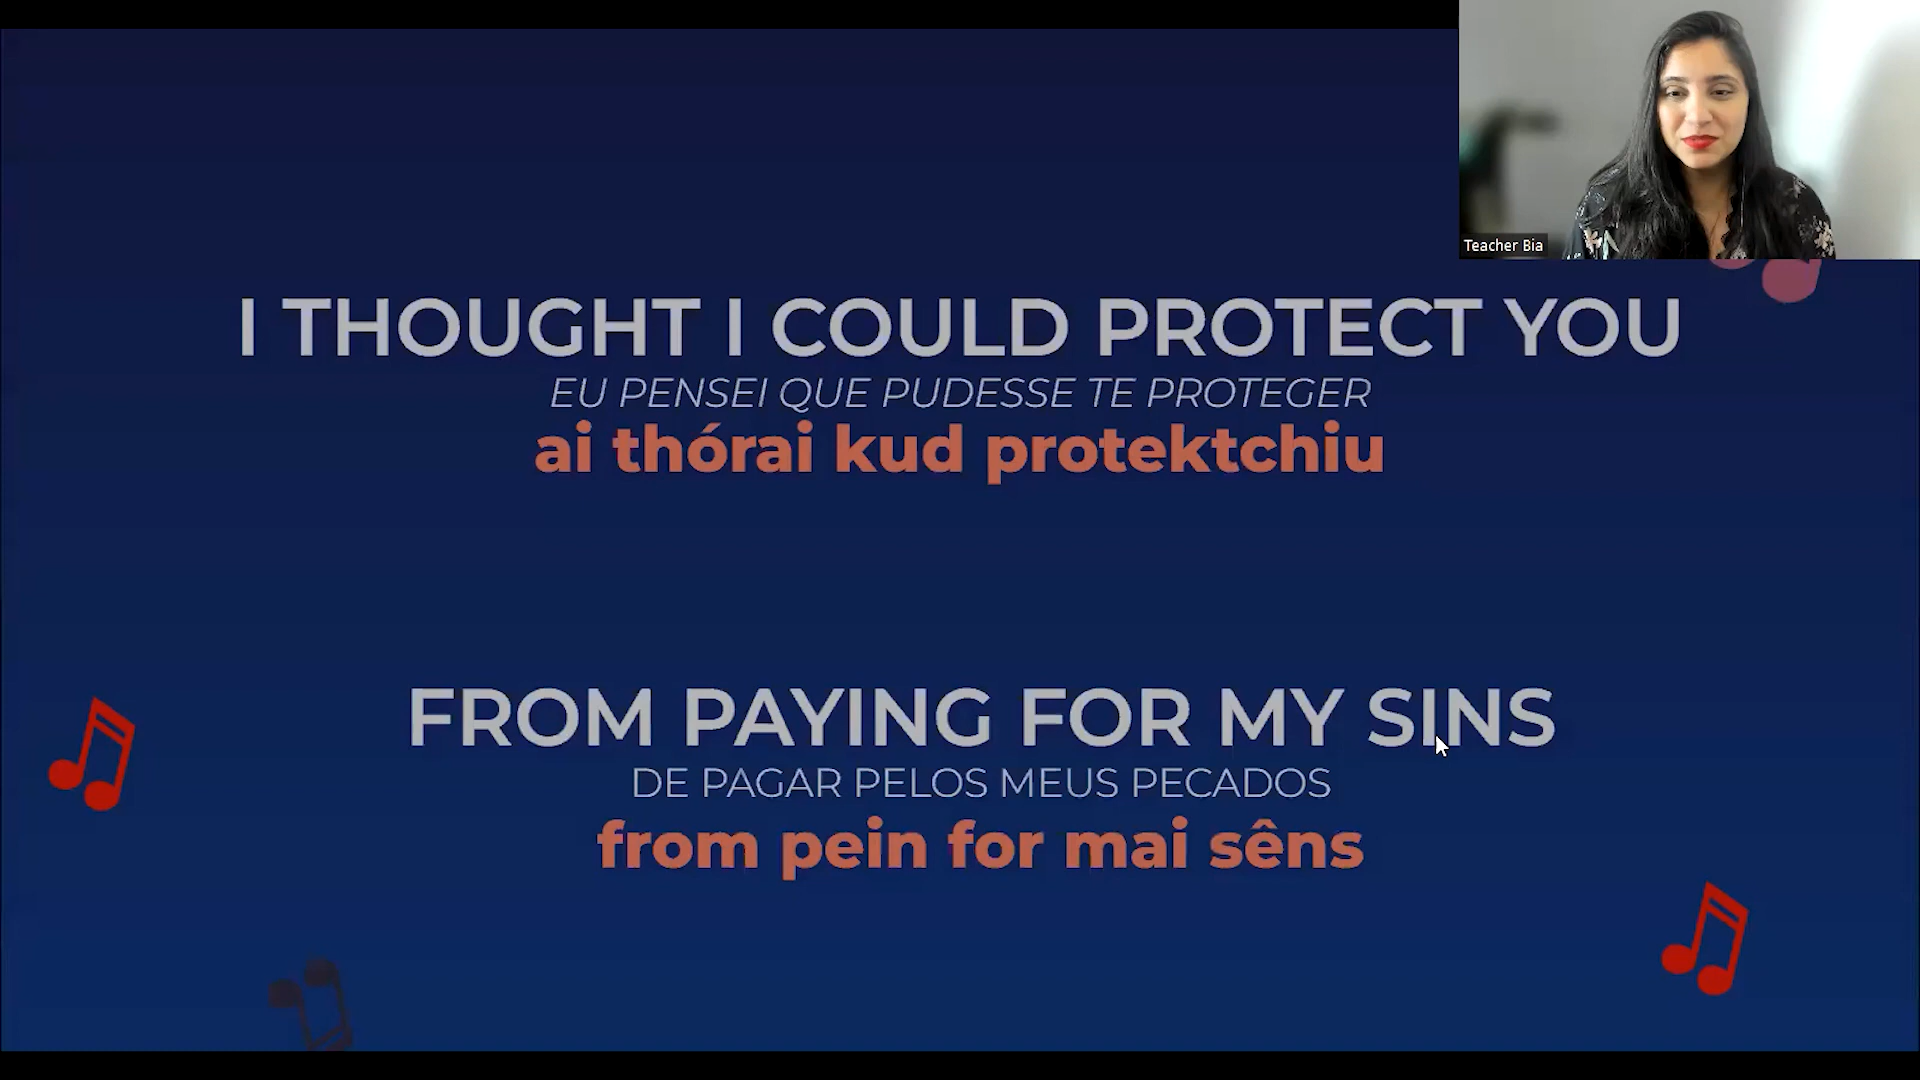 Teacher Bia
I THOUGHT I COULD PROTECT YOU
EU PENSEI QUE PUDESSE TE PROTEGER
ai thórai kud protektchiu
FROM PAYING FOR MY SINS
DE PAGAR PELOS MEUS PECADOS
from pein for mai sêns